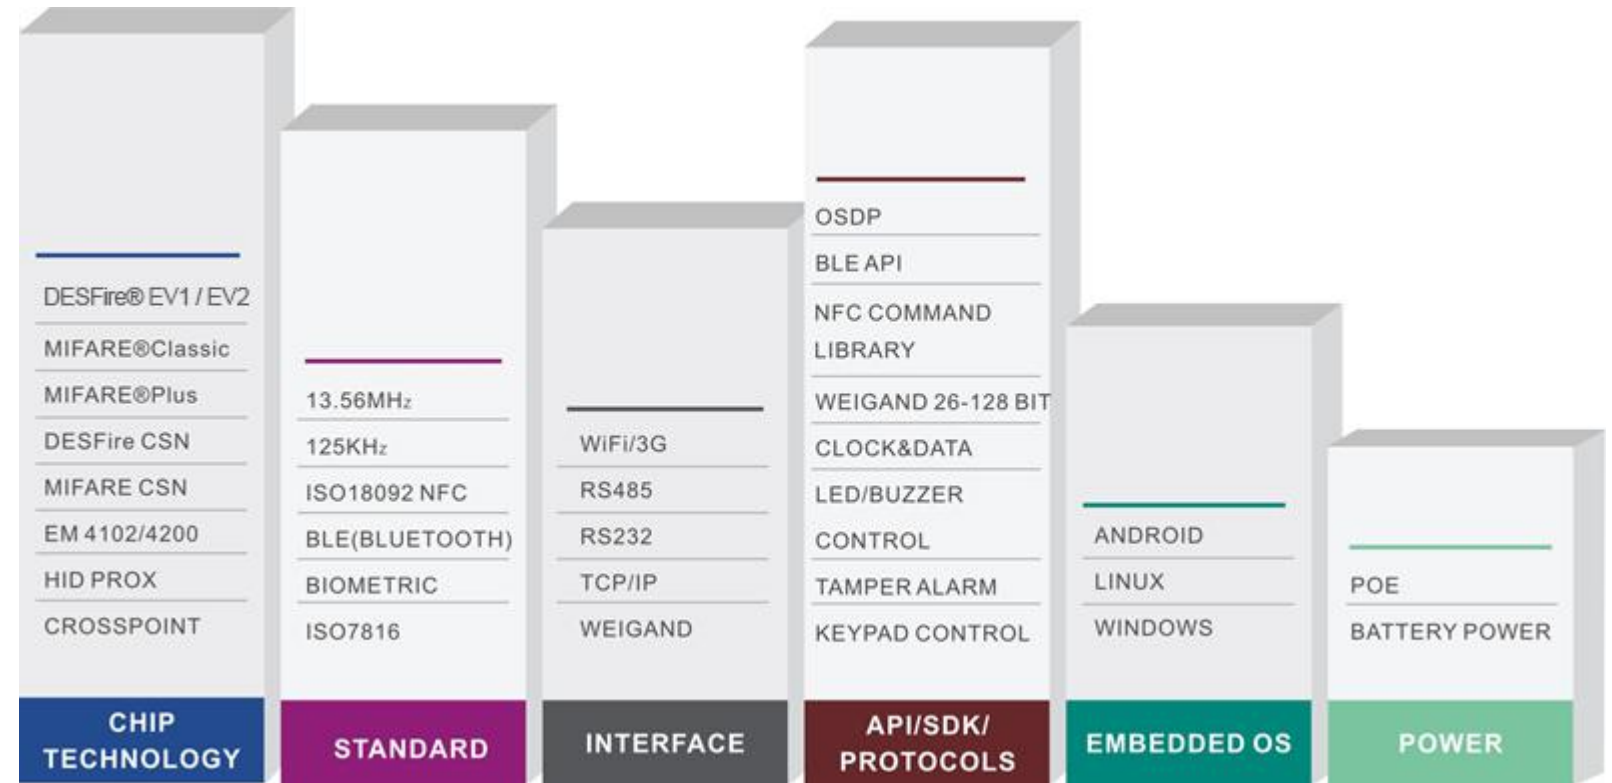 DESFire® EV1 / EV2
MIFARE®Classic
MIFARE®Plus
DESFire CSN
MIFARE CSN
EM 4102/4200
HID PROX
CROSSPOINT
CHIP
TECHNOLOGY
13.56MHz
125KHz
ISO18092 NFC
BLE(BLUETOOTH)
BIOMETRIC
ISO7816
STANDARD
WiFi/3G
RS485
RS232
TCP/IP
WEIGAND
INTERFACE
OSDP
BLE API
NFC COMMAND
LIBRARY
WEIGAND 26-128 BIT
CLOCK&DATA
LED/BUZZER
CONTROL
TAMPER ALARM
KEYPAD CONTROL
API/SDK/
PROTOCOLS
ANDROID
LINUX
WINDOWS
EMBEDDED OS
POE
BATTERY POWER
POWER